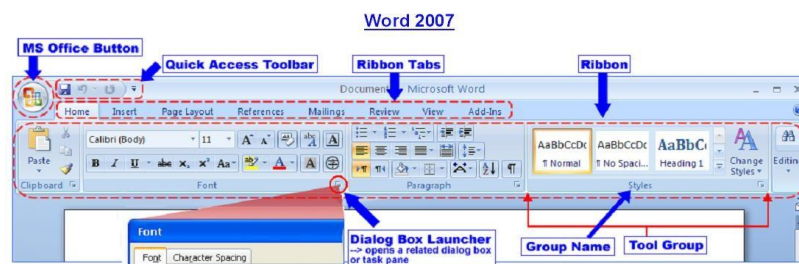 Word 2007
MS Office Button
Quick Access Toolbar
Ribbon Tabs
Ribbon
Document Microsoft Word
Home Insert Page Layout References Mailings Review View Add-Ins
Calibri (Body) 11
AaBbCcDc AaBbCcDc AaBbC
Paste
B I U abc x₂ x² Aa A A
¶ Normal ¶ No Spaci... Heading 1
Change Styles
Editing
Clipboard Font Paragraph Styles
Font
Font Character Spacing
Dialog Box Launcher
--> opens a related dialog box
or task pane
Group Name
Tool Group